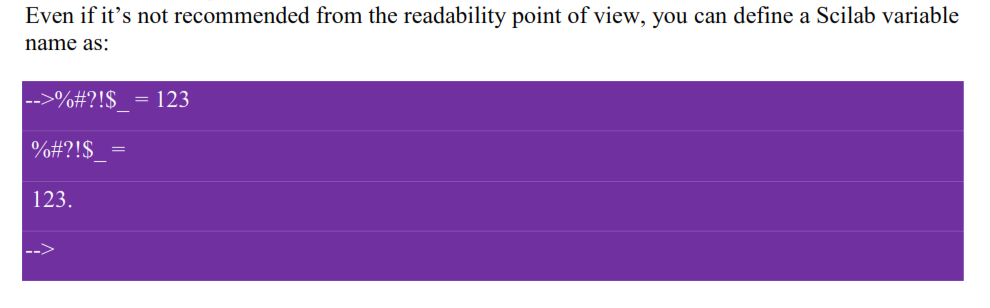 Even if it’s not recommended from the readability point of view, you can define a Scilab variable
name as:
-->%#?!$_ = 123
%#?!$_ =
123.
-->